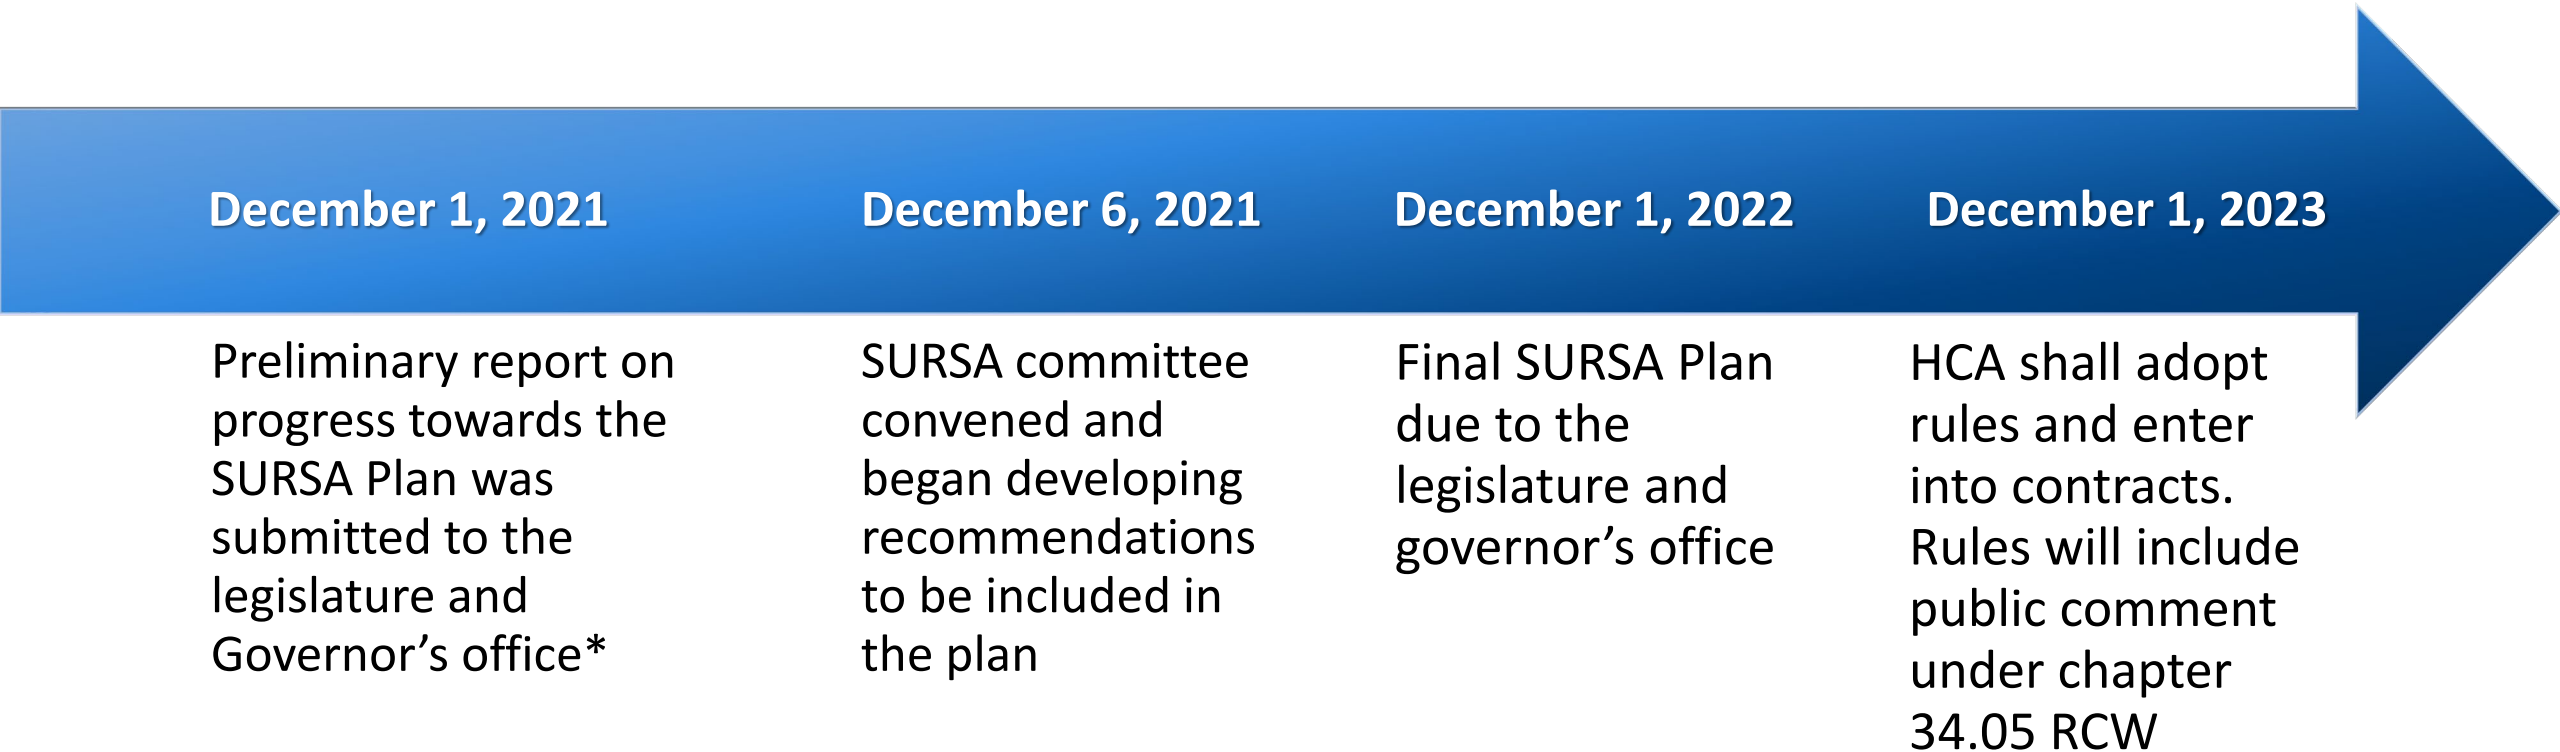 December 1, 2021
Preliminary report on
progress towards the
SURSA Plan was
submitted to the
legislature and
Governor’s office*
December 6, 2021
SURSA committee
convened and
began developing
recommendations
to be included in
the plan
December 1, 2022
Final SURSA Plan
due to the
legislature and
governor’s office
December 1, 2023
HCA shall adopt
rules and enter
into contracts.
Rules will include
public comment
under chapter
34.05 RCW